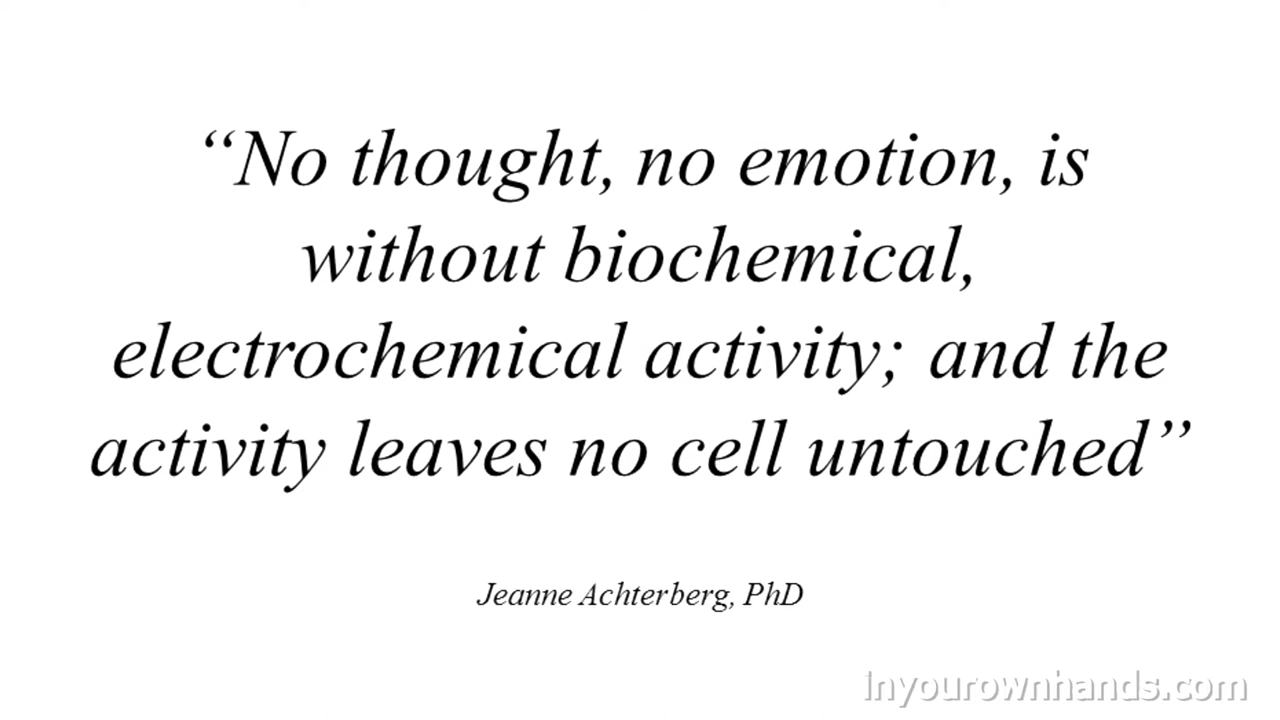 “No thought, no emotion, is
without biochemical,
electrochemical activity; and the
activity leaves no cell untouched”
Jeanne Achterberg, PhD
inyourownhands.com